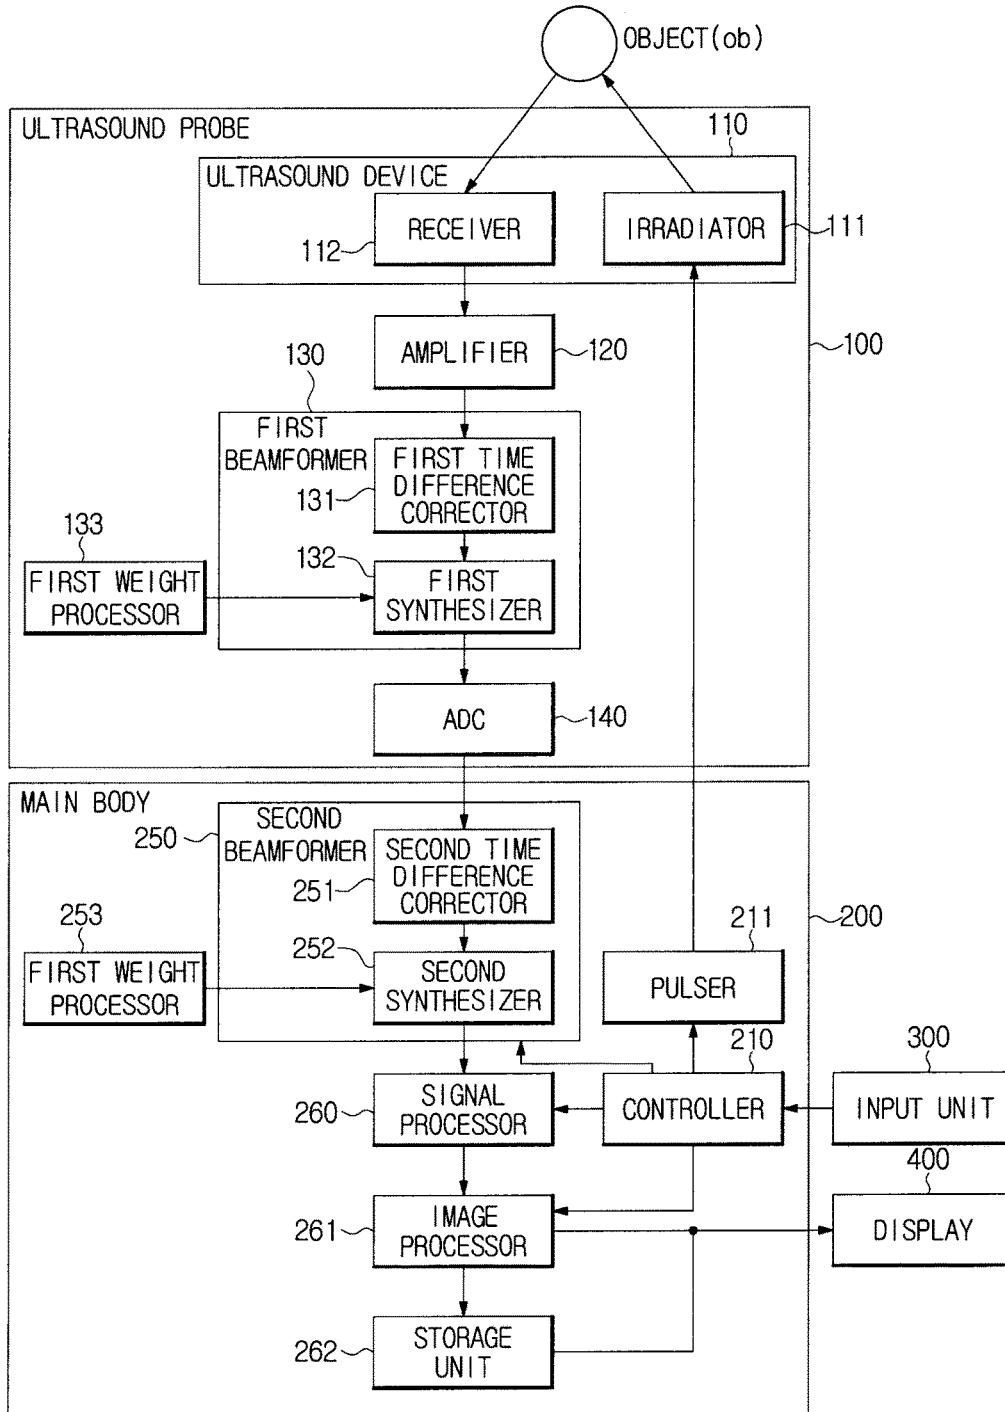 OBJECT(ob)
ULTRASOUND PROBE
110
ULTRASOUND DEVICE
RECEIVER
112
IRRADIATOR
111
AMPLIFIER
120
100
130
FIRST
BEAMFORMER
FIRST TIME
DIFFERENCE
CORRECTOR
131
133
132
FIRST WEIGHT
PROCESSOR
FIRST
SYNTHESIZER
ADC
140
MAIN BODY
250
SECOND
BEAMFORMER
SECOND TIME
DIFFERENCE
CORRECTOR
251
200
253
252
211
FIRST WEIGHT
PROCESSOR
SECOND
SYNTHESIZER
PULSER
210
300
SIGNAL
PROCESSOR
260
CONTROLLER
INPUT UNIT
400
IMAGE
PROCESSOR
261
DISPLAY
STORAGE
UNIT
262